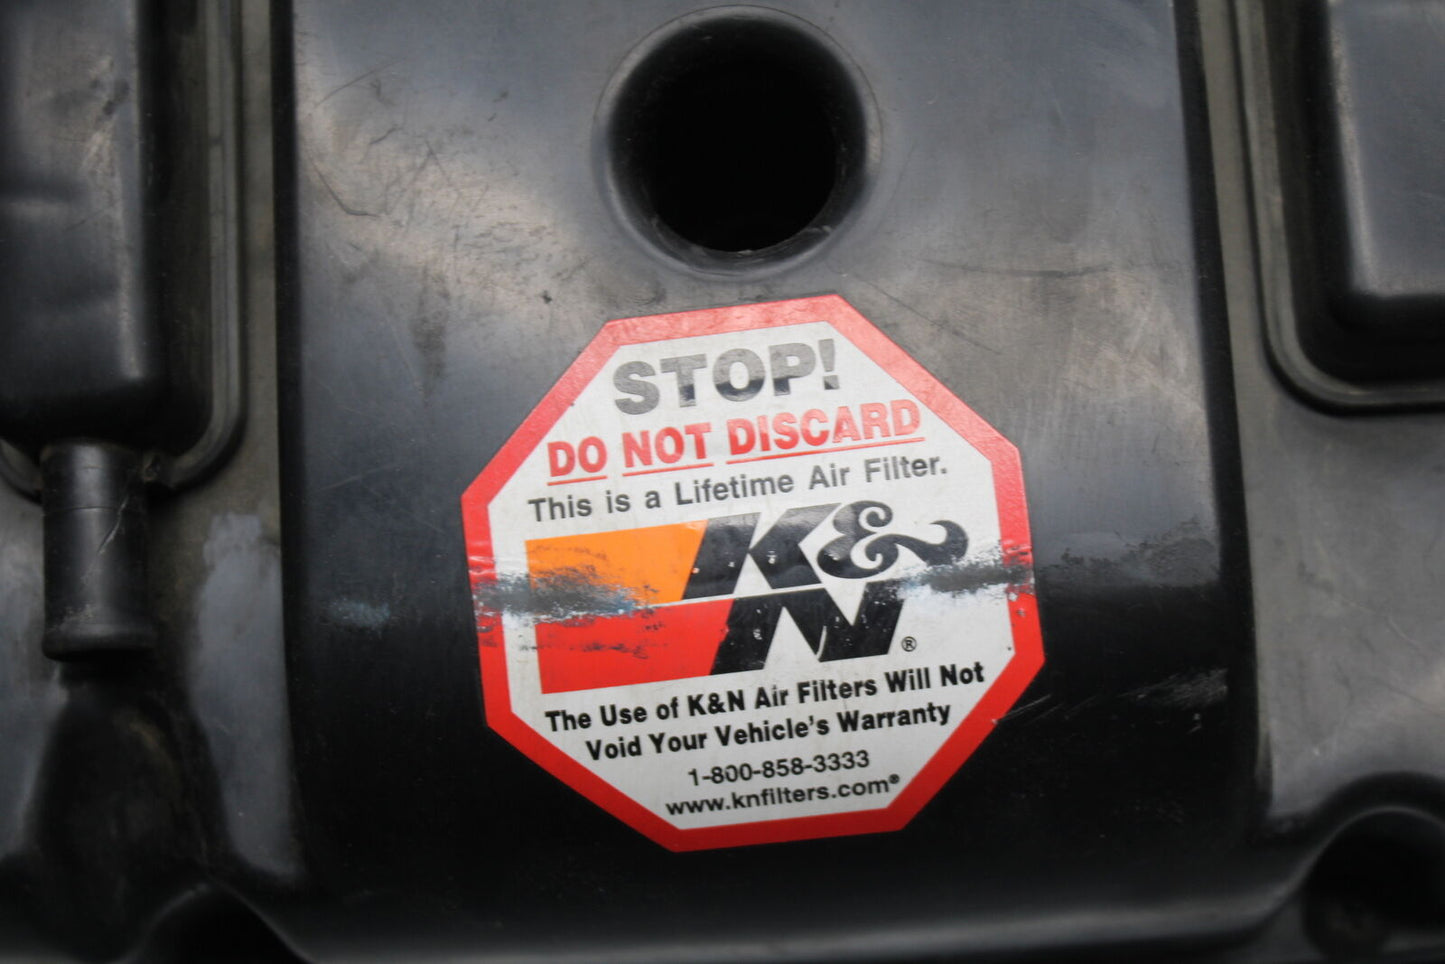 STOP!
DO NOT DISCARD
This is a Lifetime Air Filter.
K&N®
The Use of K&N Air Filters Will Not
Void Your Vehicle's Warranty
1-800-858-3333
www.knfilters.com®